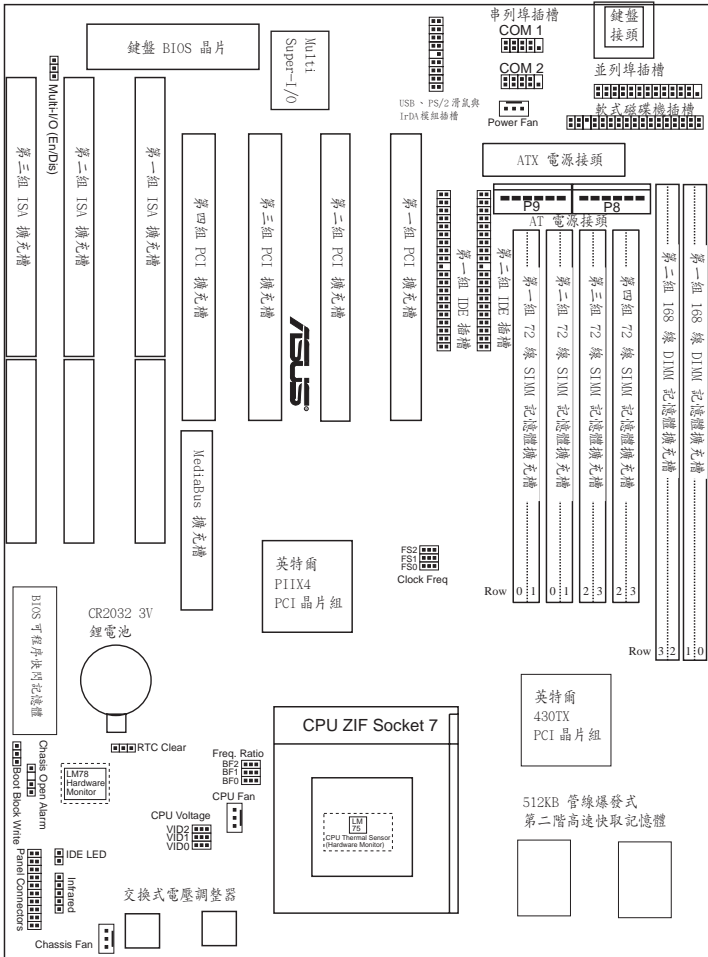 鍵盤 BIOS 晶片
Multi
Super-I/O
串列埠插槽
COM 1
COM 2
鍵盤
接頭
並列埠插槽
USB、PS/2 滑鼠與
IrDA 模組插槽
Power Fan
軟式磁碟機插槽
Multi-I/O (En/Dis)
ATX 電源接頭
P9
P8
AT 電源接頭
第三組 ISA 擴充槽
第二組 ISA 擴充槽
第一組 ISA 擴充槽
第四組 PCI 擴充槽
第三組 PCI 擴充槽
第二組 PCI 擴充槽
第一組 PCI 擴充槽
第一組 IDE 插槽
第二組 IDE 插槽
第一組 72 線 SIMM 記憶體擴充槽
第二組 72 線 SIMM 記憶體擴充槽
第三組 72 線 SIMM 記憶體擴充槽
第四組 72 線 SIMM 記憶體擴充槽
第二組 168 線 DIMM 記憶體擴充槽
第一組 168 線 DIMM 記憶體擴充槽
ASUS®
MediaBus 擴充槽
英特爾
PIIX4
PCI 晶片組
FS2
FS1
FS0
Clock Freq
Row 0 1 0 1 2 3 2 3
Row 3 2 1 0
BIOS 可程序快閃記憶體
CR2032 3V
鋰電池
英特爾
430TX
PCI 晶片組
CPU ZIF Socket 7
RTC Clear
Freq. Ratio
BF2
BF1
BF0
Boot Block Write
Chasis Open Alarm
LM78
Hardware
Monitor
CPU Fan
CPU Voltage
VID2
VID1
VID0
LM
75
CPU Thermal Sensor
(Hardware Monitor)
512KB 管線爆發式
第二階高速快取記憶體
Panel Connectors
IDE LED
Infrared
交換式電壓調整器
Chassis Fan